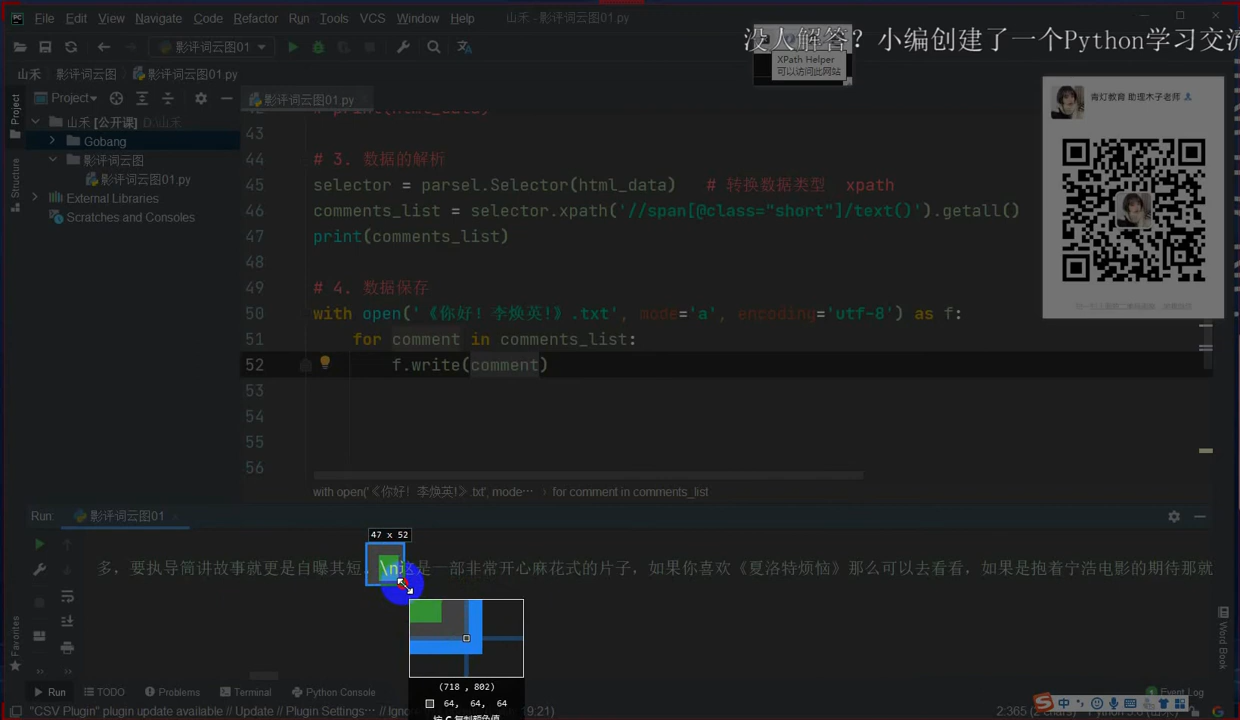 File Edit View Navigate Code Refactor Run Tools VCS Window Help 山禾 - 影评词云图01.py
没人解答？小编创建了一个Python学习交流
影评词云图01
XPath Helper
可以访问此网站
山禾 影评词云图 影评词云图01.py
Project
影评词云图01.py
青灯教育 助理木子老师
山禾 [公开课] D:\山禾
Gobang
影评词云图
影评词云图01.py
External Libraries
Scratches and Consoles
Project
Structure
43
44 # 3. 数据的解析
45 selector = parsel.Selector(html_data) # 转换数据类型 xpath
46 comments_list = selector.xpath('//span[@class="short"]/text()').getall()
47 print(comments_list)
48
49 # 4. 数据保存
50 with open('《你好！李焕英！》.txt', mode='a', encoding='utf-8') as f:
51 for comment in comments_list:
52 f.write(comment)
53
54
55
56
with open('《你好！李焕英!》.txt', mode… for comment in comments_list
Run: 影评词云图01
47 x 52
多，要执导筒讲故事就更是自曝其短 \n这是一部非常开心麻花式的片子，如果你喜欢《夏洛特烦恼》那么可以去看看，如果是抱着宁浩电影的期待那就
(718 , 802)
64, 64, 64
Favorites
Word Book
Run TODO Problems Terminal Python Console Event Log
"CSV Plugin" plugin update available // Update // Plugin Settings… // Ign
9:21)
2:365
中